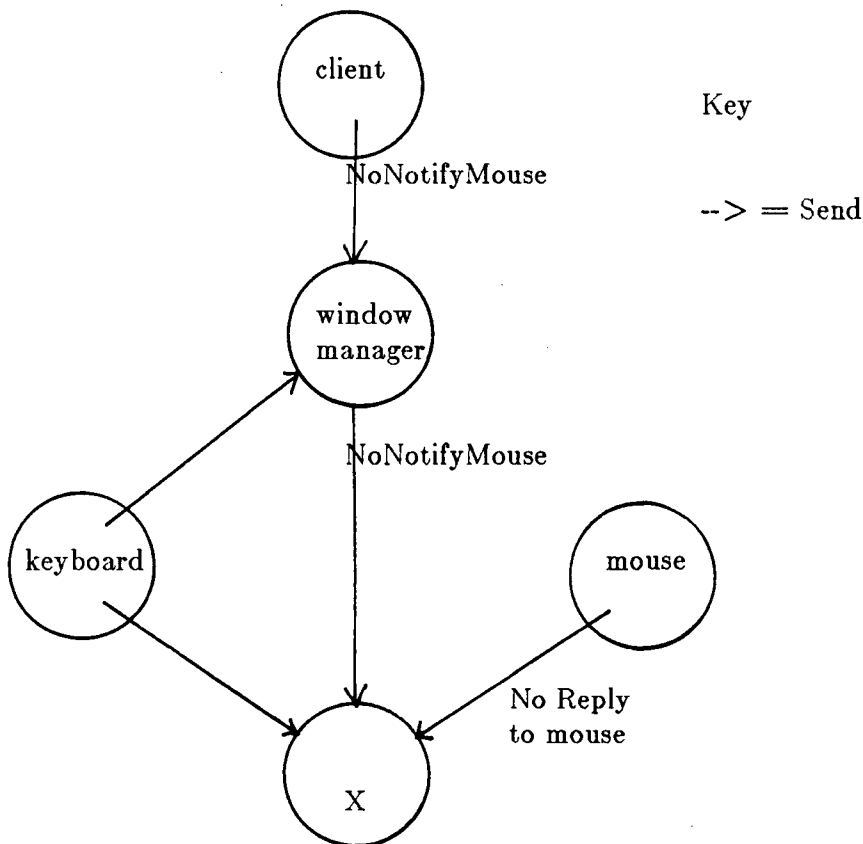 client
Key
NoNotifyMouse
--> = Send
window
manager
NoNotifyMouse
keyboard
mouse
No Reply
to mouse
X